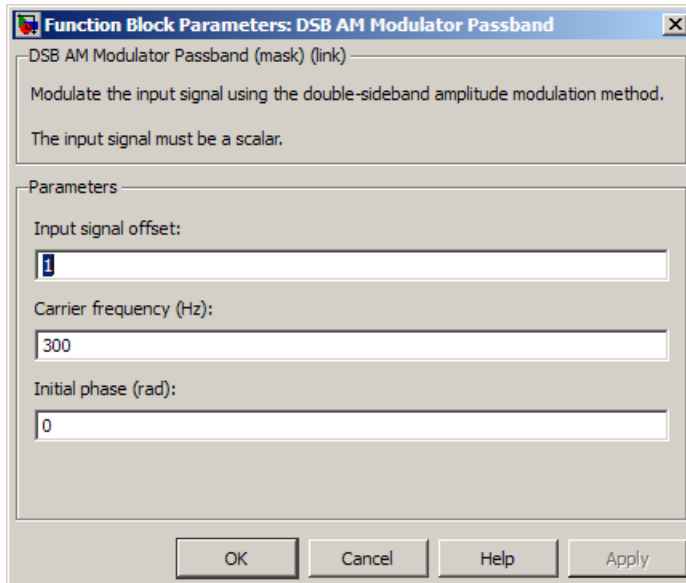 Function Block Parameters: DSB AM Modulator Passband
DSB AM Modulator Passband (mask) (link)
Modulate the input signal using the double-sideband amplitude modulation method.
The input signal must be a scalar.
Parameters
Input signal offset:
1
Carrier frequency (Hz):
300
Initial phase (rad):
0
OK Cancel Help Apply